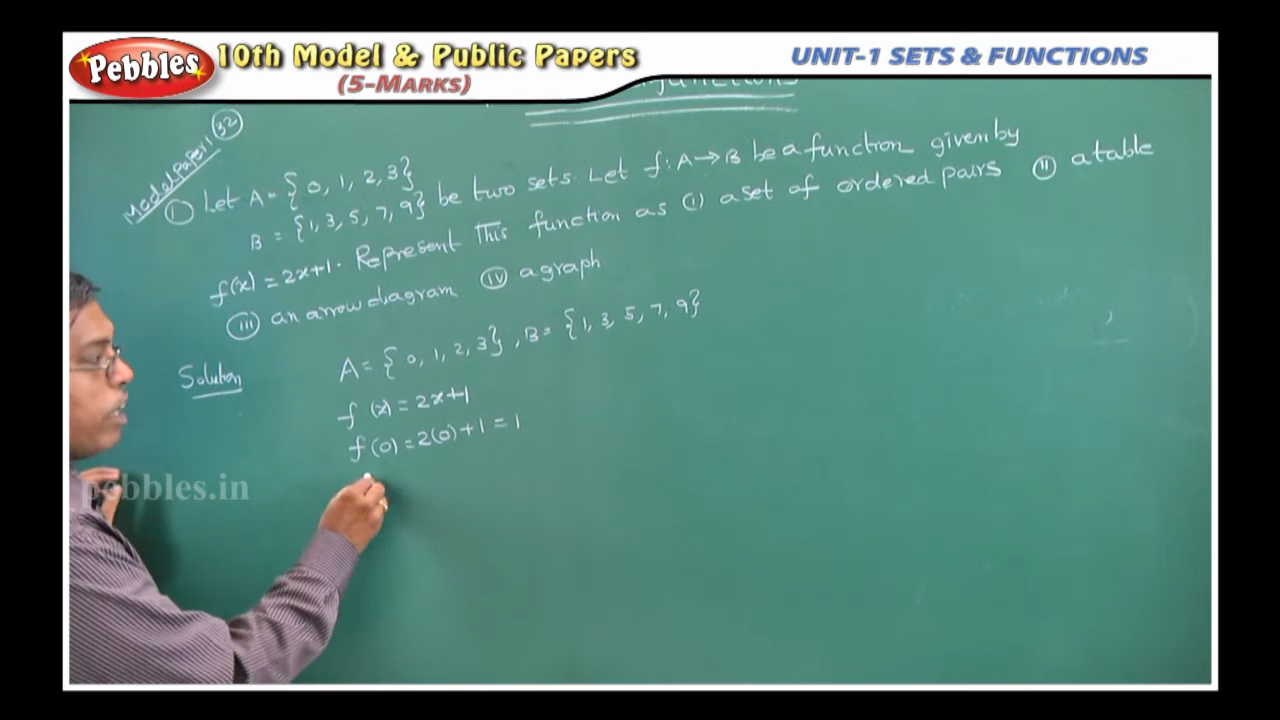 Pebbles
10th Model & Public Papers
(5-MARKS)
UNIT-1 SETS & FUNCTIONS
Model Paper 1 32
① Let A = {0, 1, 2, 3}
B = {1, 3, 5, 7, 9} be two sets. Let f: A→B be a function given by
f(x) = 2x+1. Represent This function as (i) a set of ordered pairs (ii) a table
(iii) an arrow diagram (iv) a graph.
Solution
A = {0, 1, 2, 3}, B = {1, 3, 5, 7, 9}
f(x) = 2x+1
f(0) = 2(0)+1 = 1
pebbles.in